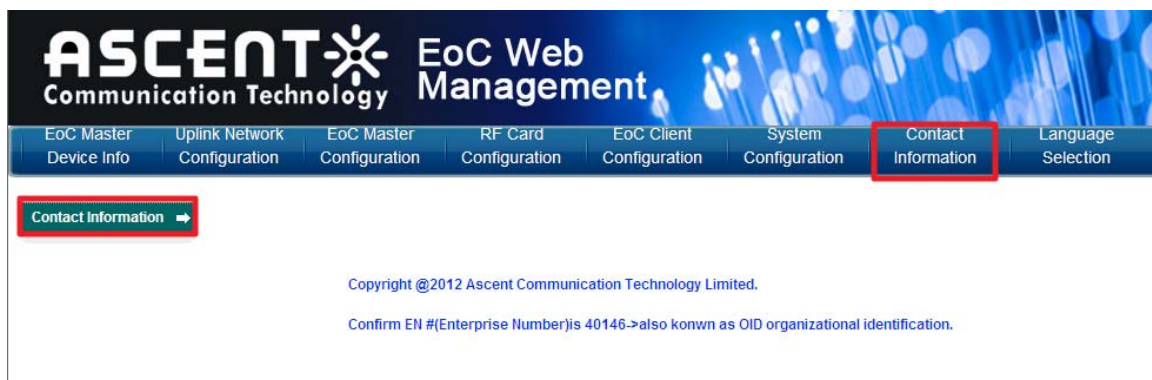 ASCENT
Communication Technology
EoC Web
Management
EoC Master
Device Info
Uplink Network
Configuration
EoC Master
Configuration
RF Card
Configuration
EoC Client
Configuration
System
Configuration
Contact
Information
Language
Selection
Contact Information
Copyright @2012 Ascent Communication Technology Limited.
Confirm EN #(Enterprise Number)is 40146->also konwn as OID organizational identification.